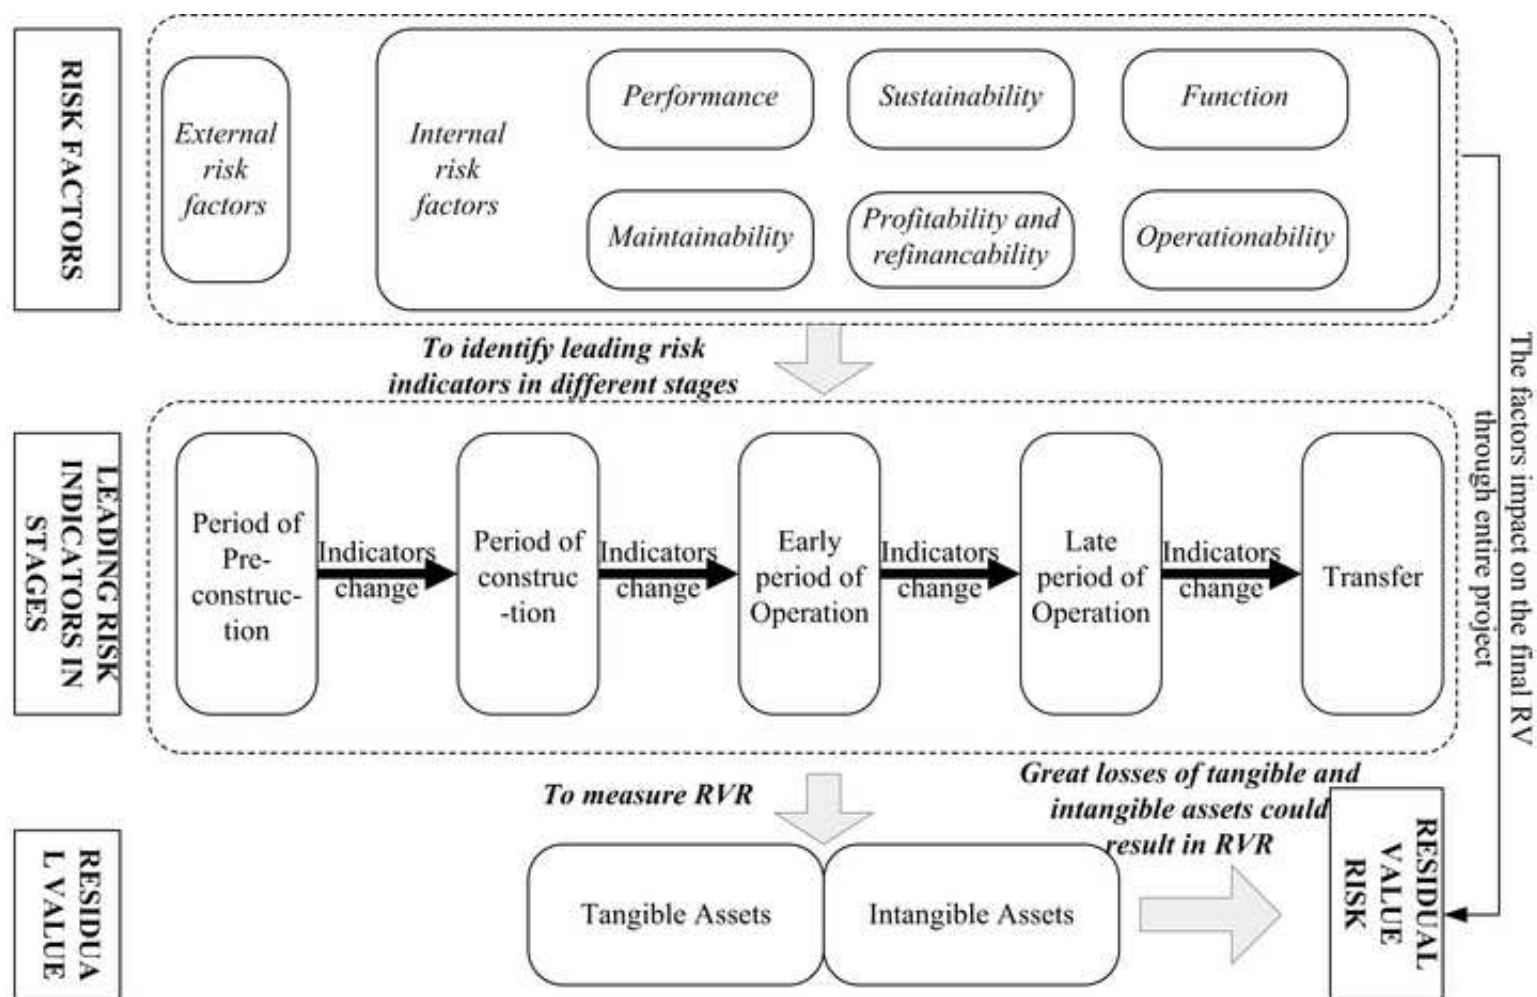 RISK FACTORS
External
risk
factors
Internal
risk
factors
Performance
Sustainability
Function
Maintainability
Profitability and
refinancability
Operationability
To identify leading risk
indicators in different stages
LEADING RISK
INDICATORS IN
STAGES
Period of
Pre-
construc-
tion
Indicators
change
Period of
construc
-tion
Indicators
change
Early
period of
Operation
Indicators
change
Late
period of
Operation
Indicators
change
Transfer
The factors impact on the final RV
through entire project
To measure RVR
Great losses of tangible and
intangible assets could
result in RVR
RESIDUA
L VALUE
Tangible Assets
Intangible Assets
RESIDUAL
VALUE
RISK